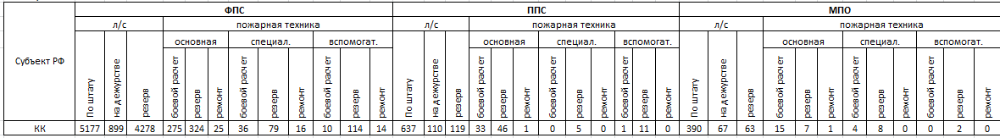 ФПС ППС МПО
л/с пожарная техника л/с пожарная техника л/с пожарная техника
основная специал. вспомогат. основная специал. вспомогат. основная специал. вспомогат.
Субъект РФ По штату на дежурстве резерв боевой расчет резерв ремонт боевой расчет резерв ремонт боевой расчет резерв ремонт По штату на дежурстве резерв боевой расчет резерв ремонт боевой расчет резерв ремонт боевой расчет резерв ремонт По штату на дежурстве резерв боевой расчет резерв ремонт боевой расчет резерв ремонт боевой расчет резерв ремонт
КК 5177 899 4278 275 324 25 36 79 16 10 114 14 637 110 119 33 46 1 0 5 0 1 11 0 390 67 63 15 7 1 4 8 0 0 2 0